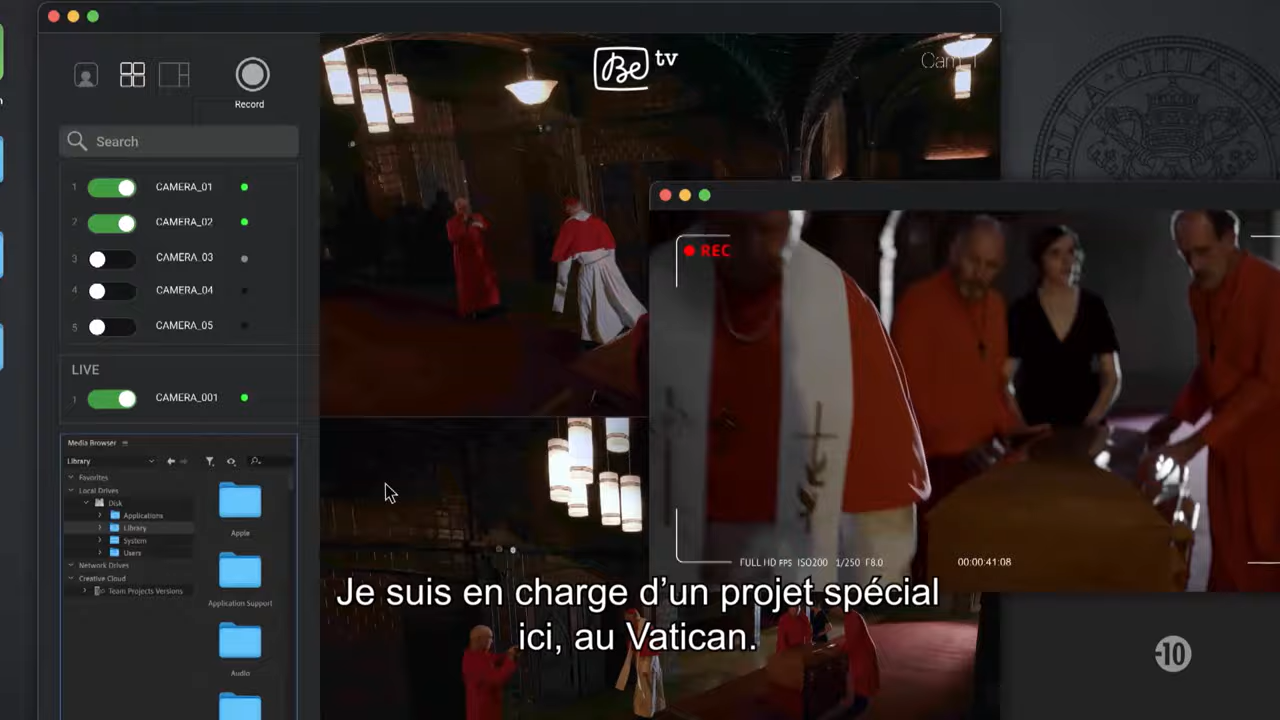 Be tv
Cam 1
Record
Search
1 CAMERA_01
2 CAMERA_02
3 CAMERA_03
4 CAMERA_04
5 CAMERA_05
LIVE
1 CAMERA_001
Media Browser
Library
Favorites
Local Drives
Disk
Applications
Library
System
Users
Network Drives
Creative Cloud
Team Projects Versions
Apple
Application Support
Audio
REC
FULL HD FPS ISO200 1/250 F8.0
00:00:41:08
Je suis en charge d’un projet spécial
ici, au Vatican.
-10
DELLA CITTÀ D